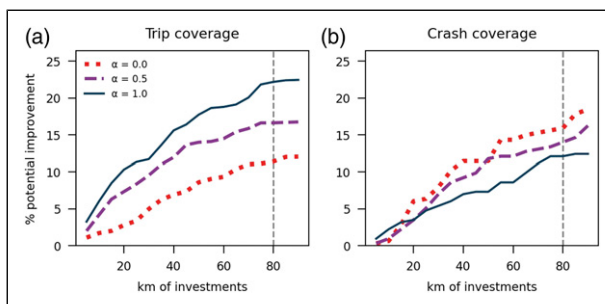 (a) Trip coverage
25
20
15
10
5
0
% potential improvement
α = 0.0
α = 0.5
α = 1.0
20 40 60 80
km of investments
(b) Crash coverage
25
20
15
10
5
0
20 40 60 80
km of investments